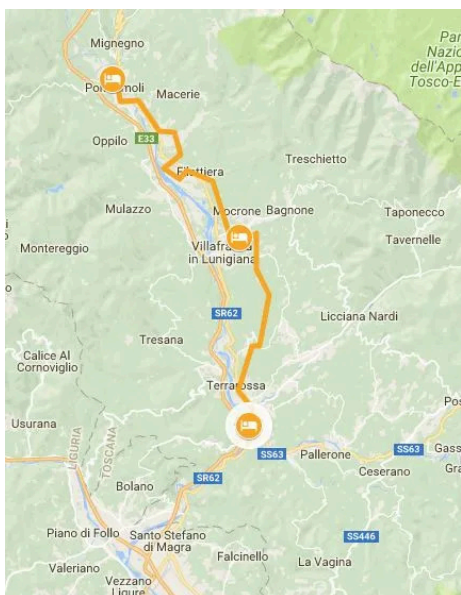 Mignegno
Par
Nazio
dell'App
Tosco-E
Macerie
E33
Oppilo
Filattiera
Treschietto
Mulazzo
Mocrone
Bagnone
Taponecco
Tavernelle
Montereggio
in Lunigiana
SR62
Licciana Nardi
Tresana
Calice Al
Cornoviglio
Terrarossa
Pos
Usurana
LIGURIA
TOSCANA
SS63
Pallerone
SS63
Gass
Gra
Ceserano
SR62
Bolano
Piano di Follo
Santo Stefano
di Magra
SS446
Falcinello
La Vagina
Valeriano
Vezzano
Ligure